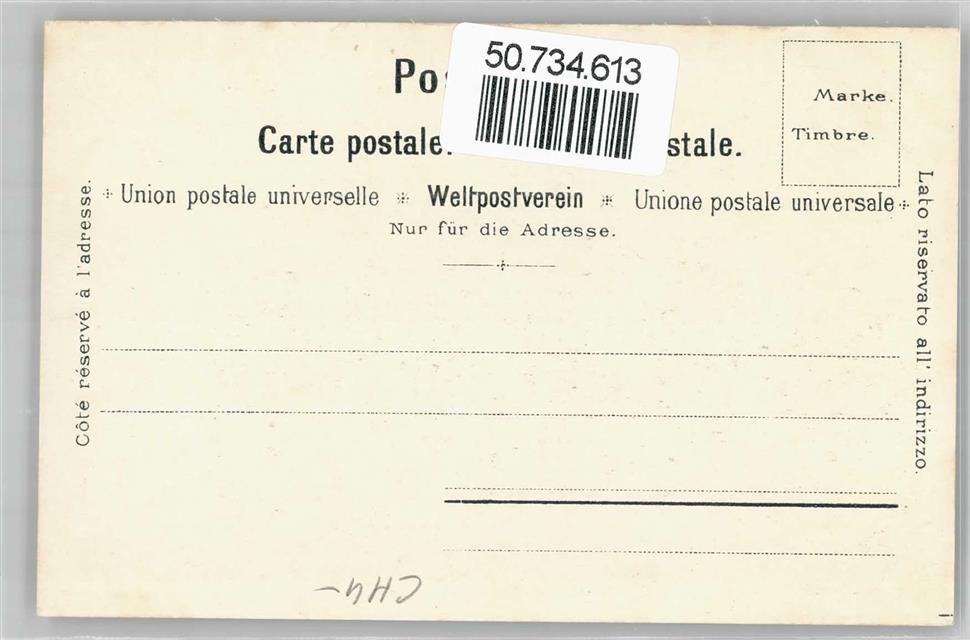 50.734.613
Po
Carte postale. stale.
Marke.
Timbre.
Union postale universelle Weltpostverein Unione postale universale
Nur für die Adresse.
Côté réservé à l'adresse.
Lato riservato all' indirizzo.